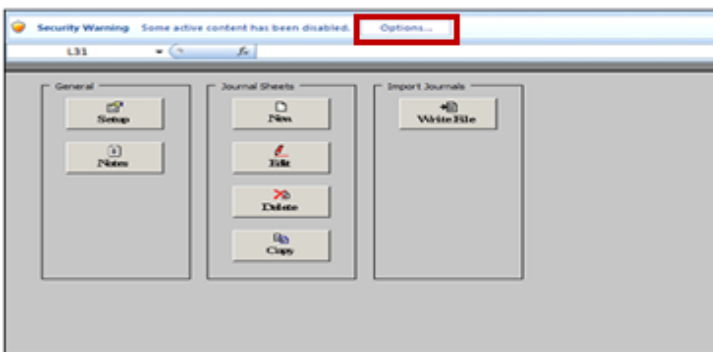 Security Warning Some active content has been disabled. Options...
L31 fx
General Journal Sheets Import Journals
Setup New Write File
Notes Edit
Delete
Copy